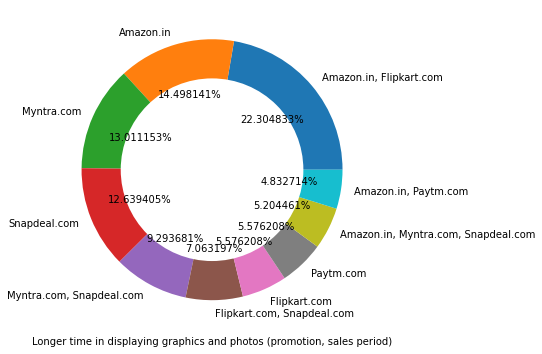 Amazon.in
Amazon.in, Flipkart.com
14.498141%
22.304833%
Myntra.com
13.011153%
4.832714%
Amazon.in, Paytm.com
12.639405%
5.204461%
Snapdeal.com
5.576208%
Amazon.in, Myntra.com, Snapdeal.com
9.293681%
5.576208%
7.063197%
Paytm.com
Myntra.com, Snapdeal.com
Flipkart.com
Flipkart.com, Snapdeal.com
Longer time in displaying graphics and photos (promotion, sales period)